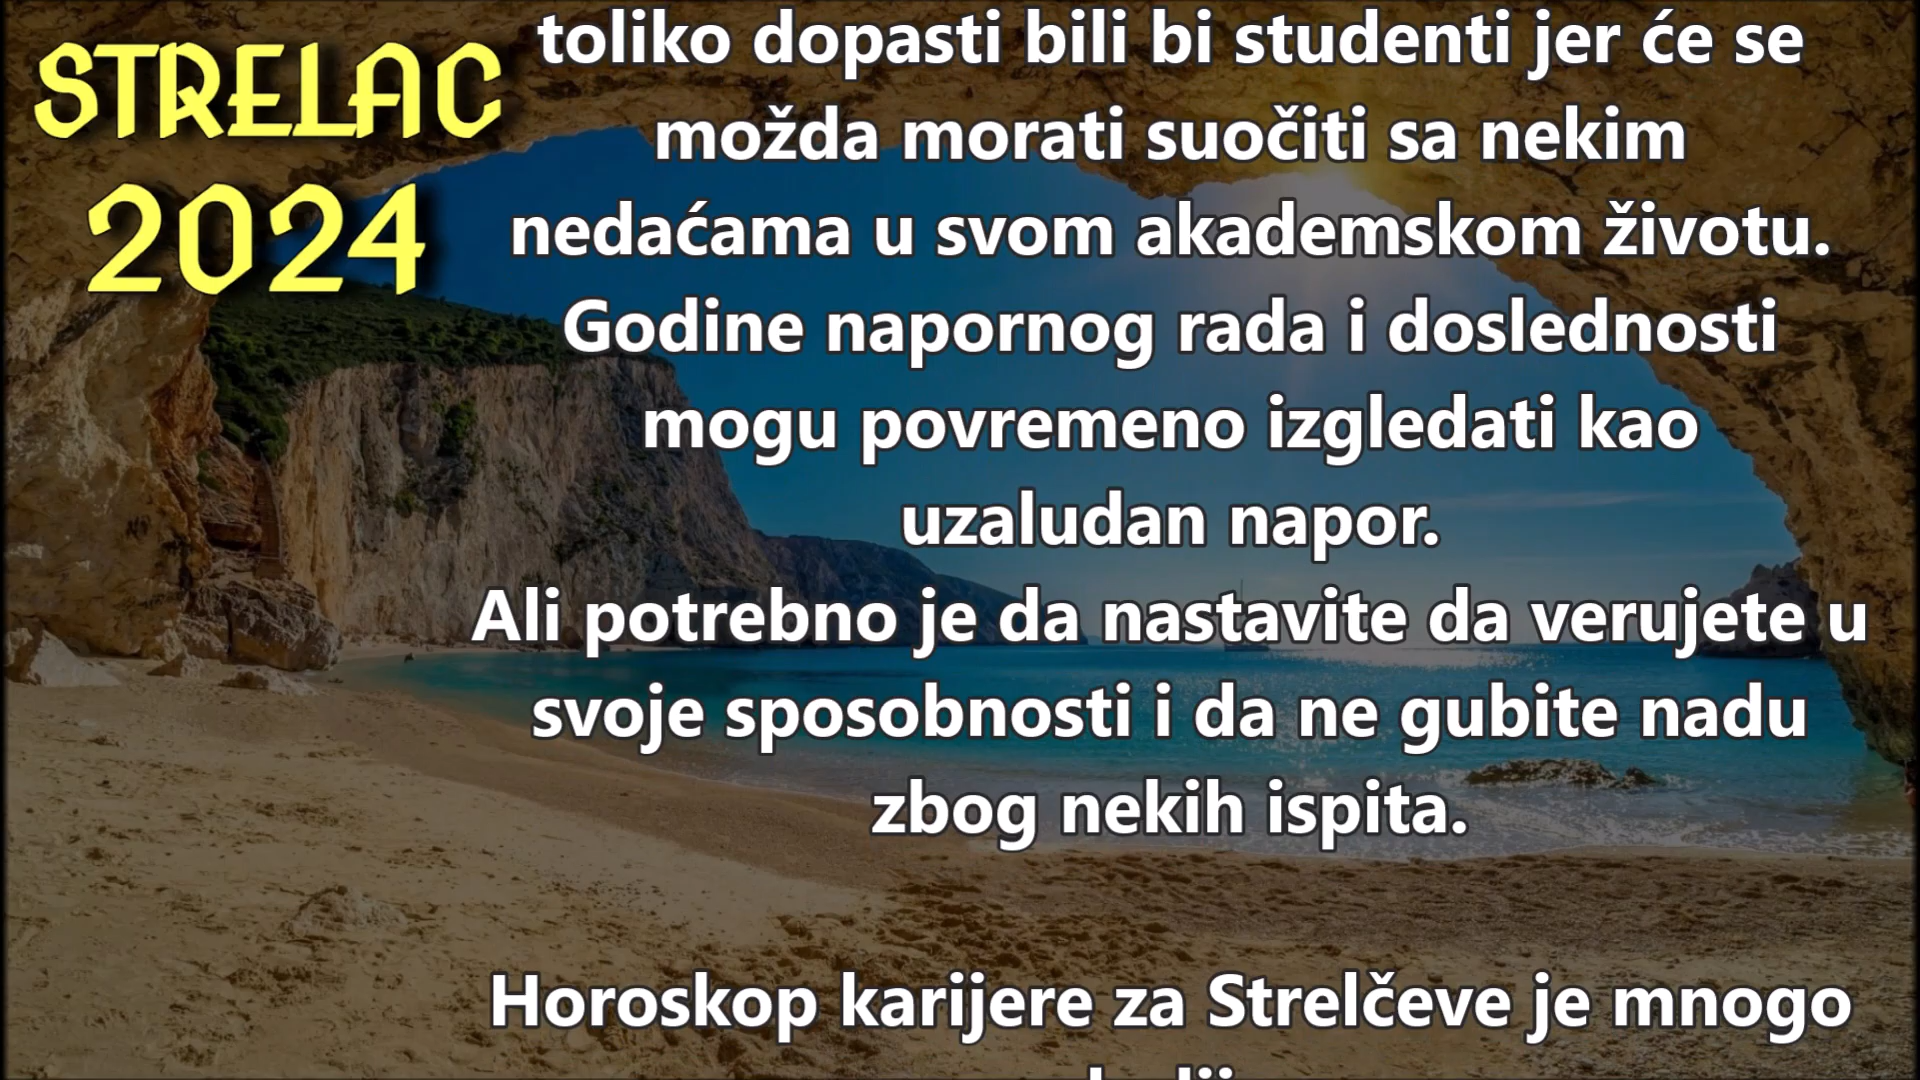 STRELAC
2024
toliko dopasti bili bi studenti jer će se
možda morati suočiti sa nekim
nedaćama u svom akademskom životu.
Godine napornog rada i doslednosti
mogu povremeno izgledati kao
uzaludan napor.
Ali potrebno je da nastavite da verujete u
svoje sposobnosti i da ne gubite nadu
zbog nekih ispita.
Horoskop karijere za Strelčeve je mnogo